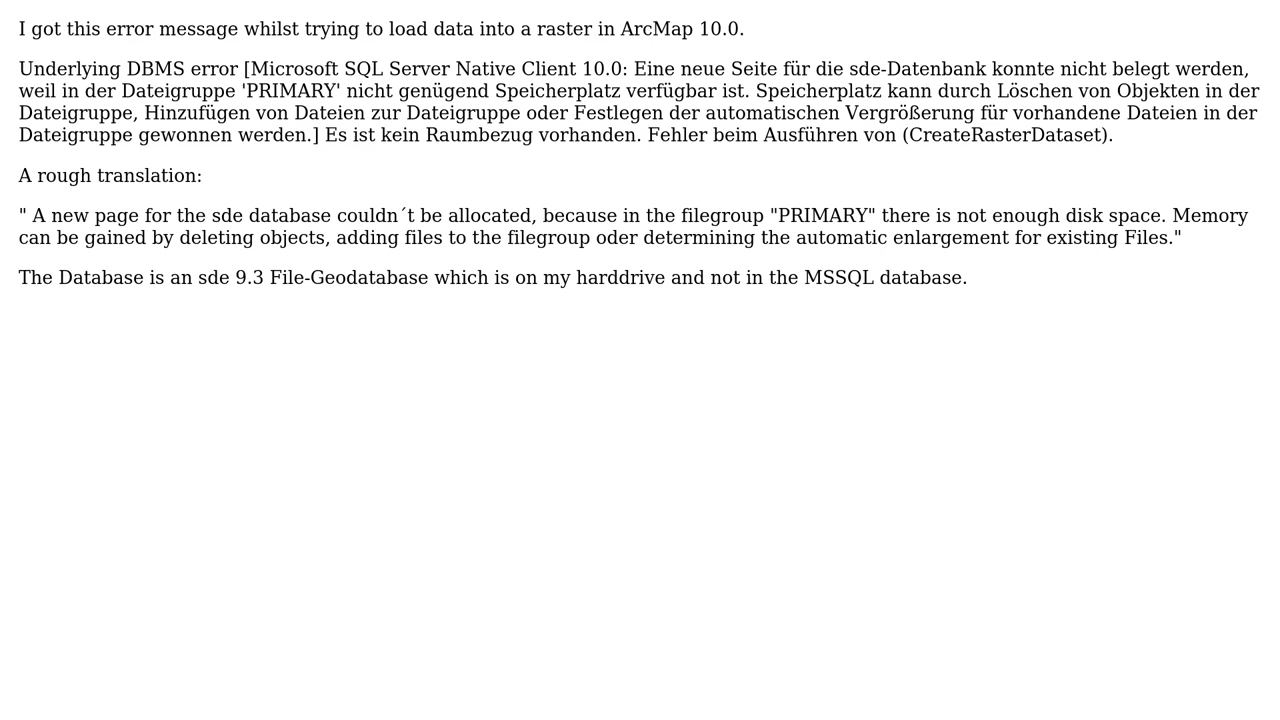 I got this error message whilst trying to load data into a raster in ArcMap 10.0.
Underlying DBMS error [Microsoft SQL Server Native Client 10.0: Eine neue Seite für die sde-Datenbank konnte nicht belegt werden,
weil in der Dateigruppe 'PRIMARY' nicht genügend Speicherplatz verfügbar ist. Speicherplatz kann durch Löschen von Objekten in der
Dateigruppe, Hinzufügen von Dateien zur Dateigruppe oder Festlegen der automatischen Vergrößerung für vorhandene Dateien in der
Dateigruppe gewonnen werden.] Es ist kein Raumbezug vorhanden. Fehler beim Ausführen von (CreateRasterDataset).
A rough translation:
" A new page for the sde database couldn´t be allocated, because in the filegroup "PRIMARY" there is not enough disk space. Memory
can be gained by deleting objects, adding files to the filegroup oder determining the automatic enlargement for existing Files."
The Database is an sde 9.3 File-Geodatabase which is on my harddrive and not in the MSSQL database.